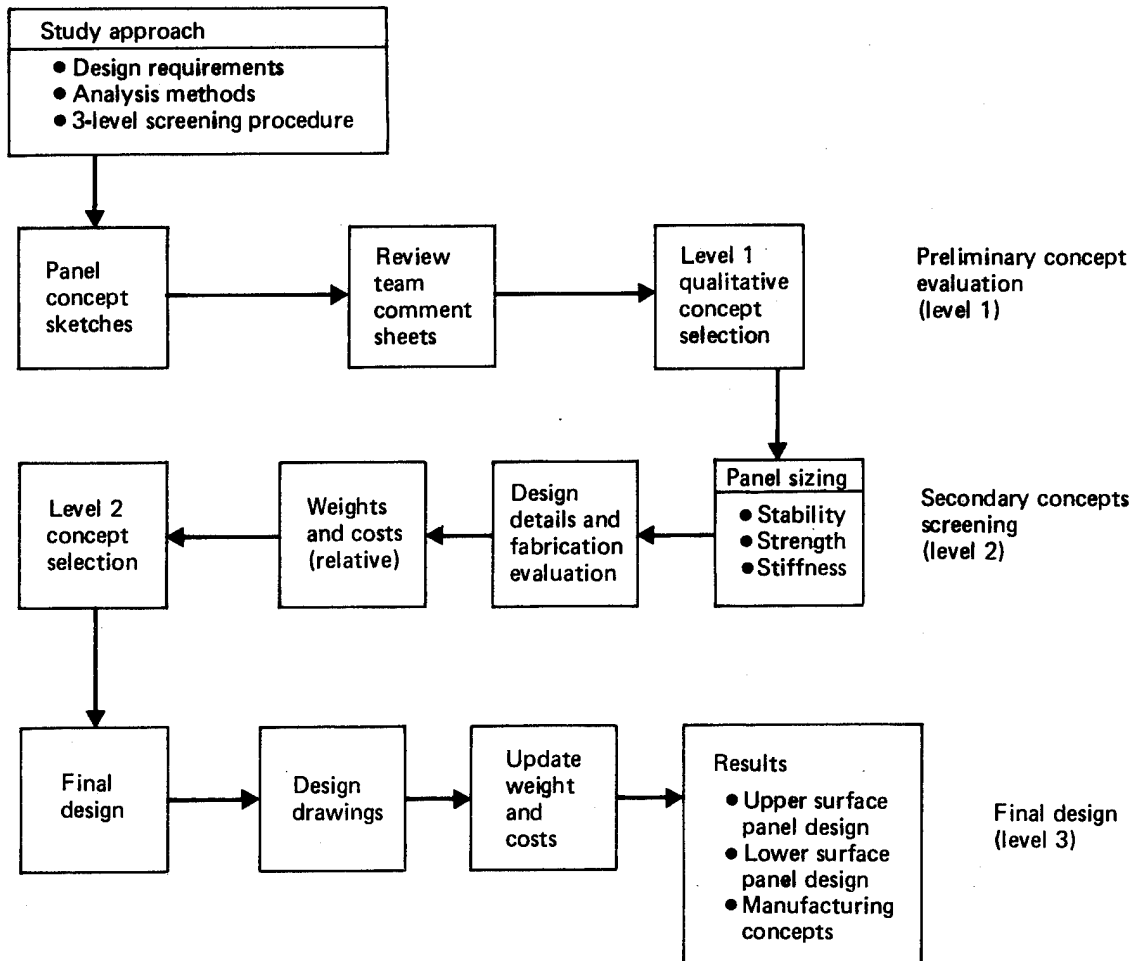 Study approach
● Design requirements
● Analysis methods
● 3-level screening procedure
Panel
concept
sketches
Review
team
comment
sheets
Level 1
qualitative
concept
selection
Preliminary concept
evaluation
(level 1)
Level 2
concept
selection
Weights
and costs
(relative)
Design
details and
fabrication
evaluation
Panel sizing
● Stability
● Strength
● Stiffness
Secondary concepts
screening
(level 2)
Final
design
Design
drawings
Update
weight
and
costs
Results
● Upper surface
panel design
● Lower surface
panel design
● Manufacturing
concepts
Final design
(level 3)